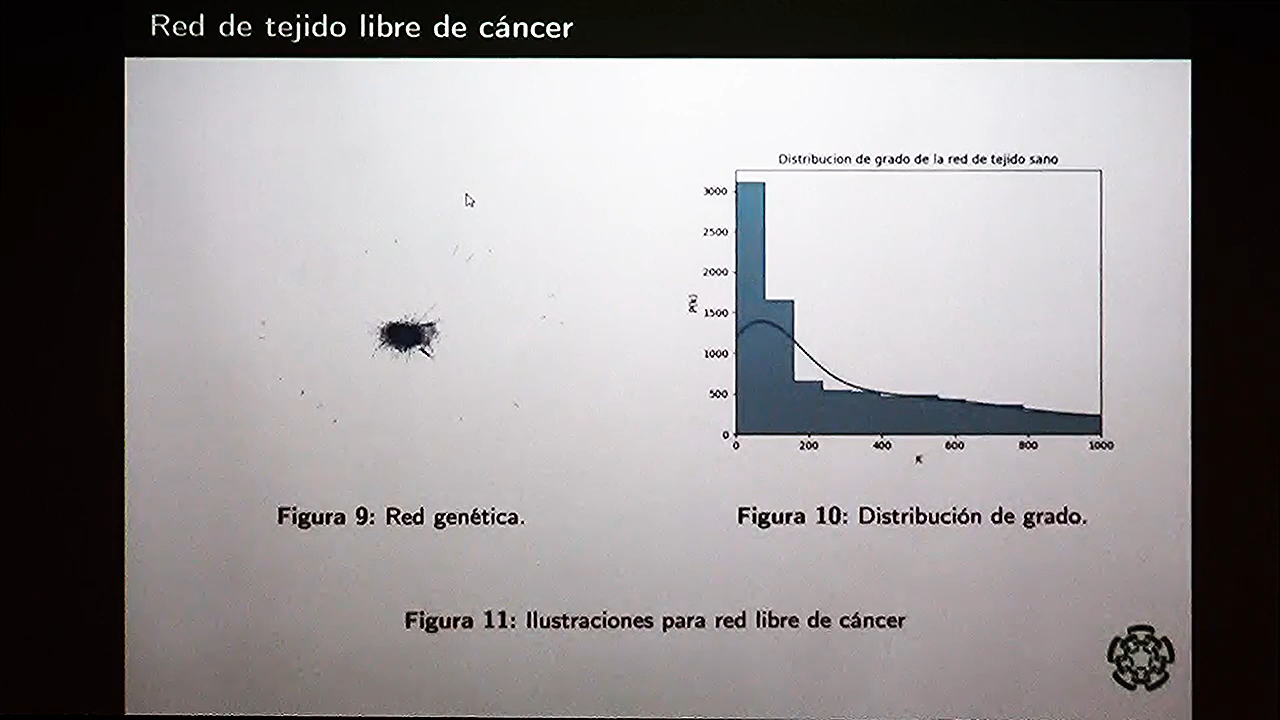 Red de tejido libre de cáncer
Distribucion de grado de la red de tejido sano
3000
2500
2000
1500
1000
500
0
P(k)
0 200 400 600 800 1000
K
Figura 9: Red genética.
Figura 10: Distribución de grado.
Figura 11: Ilustraciones para red libre de cáncer